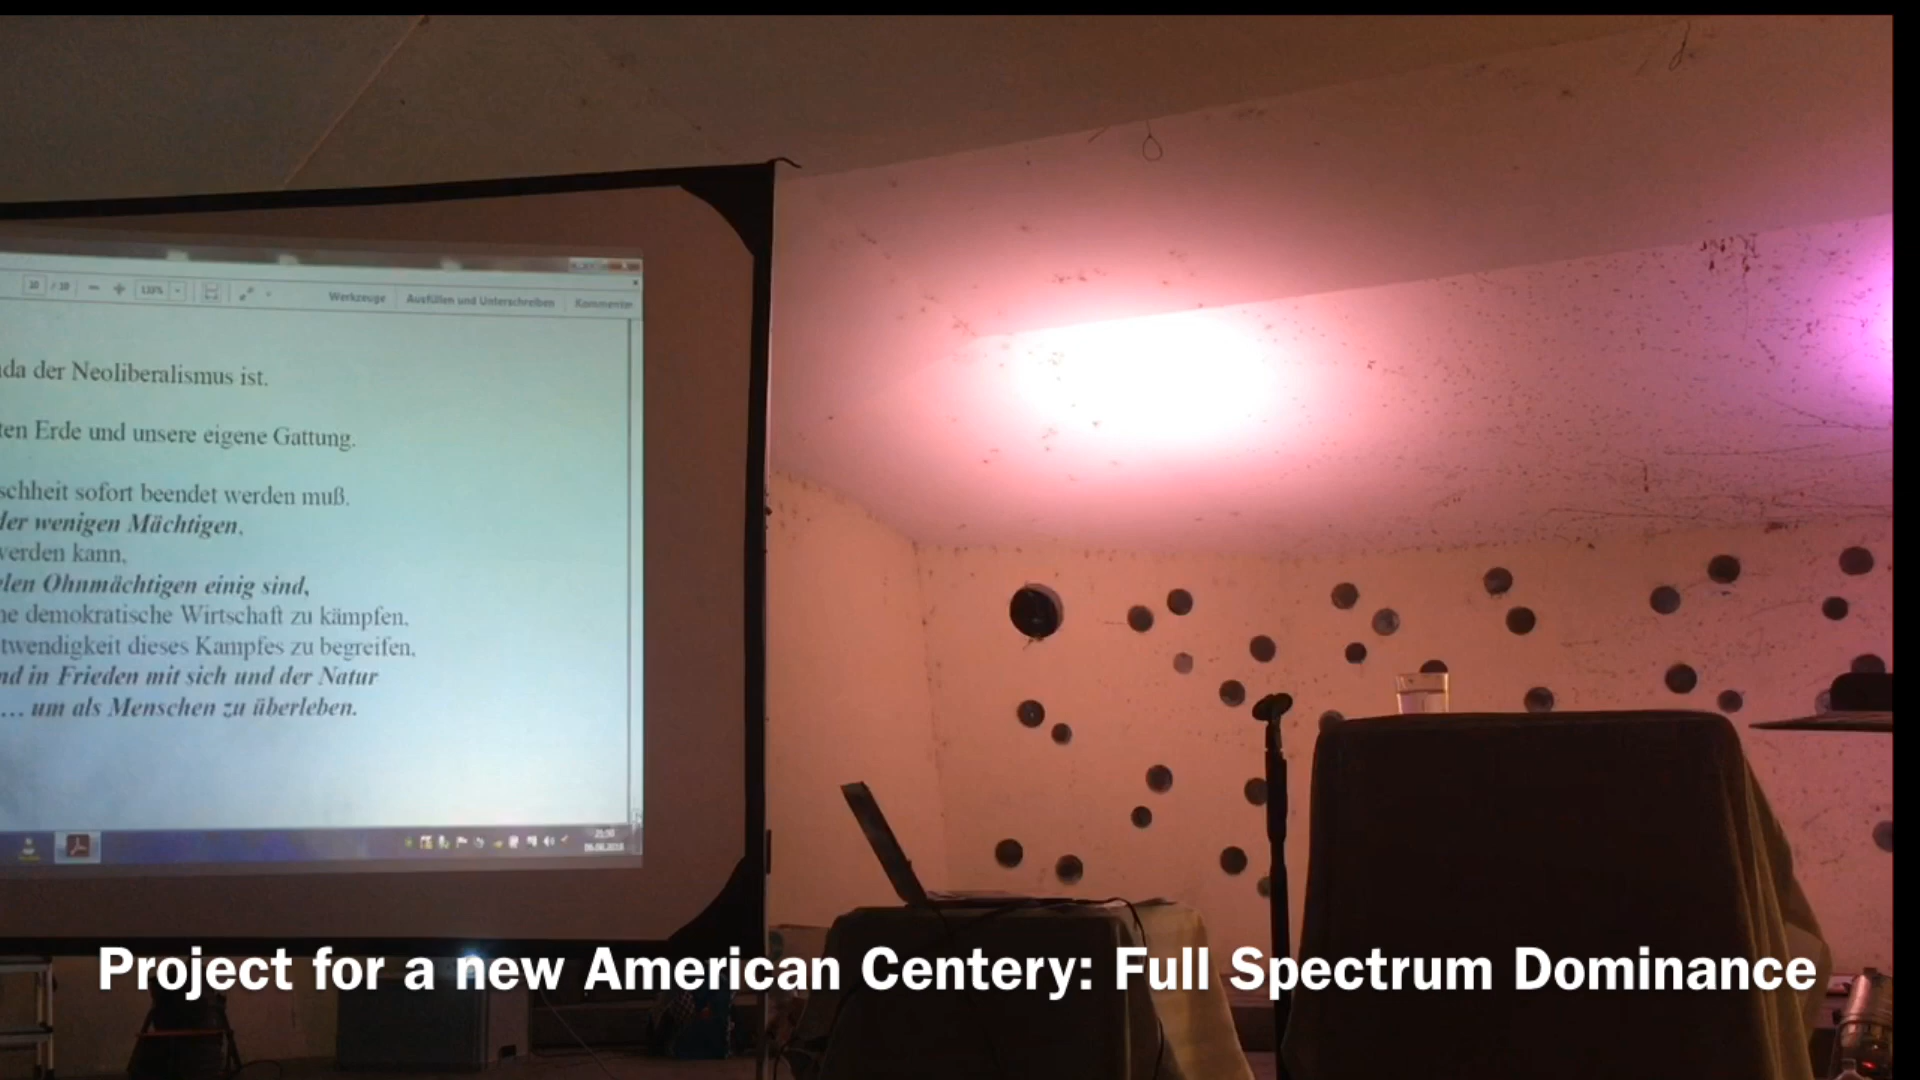 10 / 10 133%
Werkzeuge Ausfüllen und Unterschreiben Kommentar
da der Neoliberalismus ist.
ten Erde und unsere eigene Gattung.
schheit sofort beendet werden muß.
der wenigen Mächtigen,
werden kann,
elen Ohnmächtigen einig sind,
ne demokratische Wirtschaft zu kämpfen,
twendigkeit dieses Kampfes zu begreifen,
nd in Frieden mit sich und der Natur
... um als Menschen zu überleben.
Project for a new American Centery: Full Spectrum Dominance